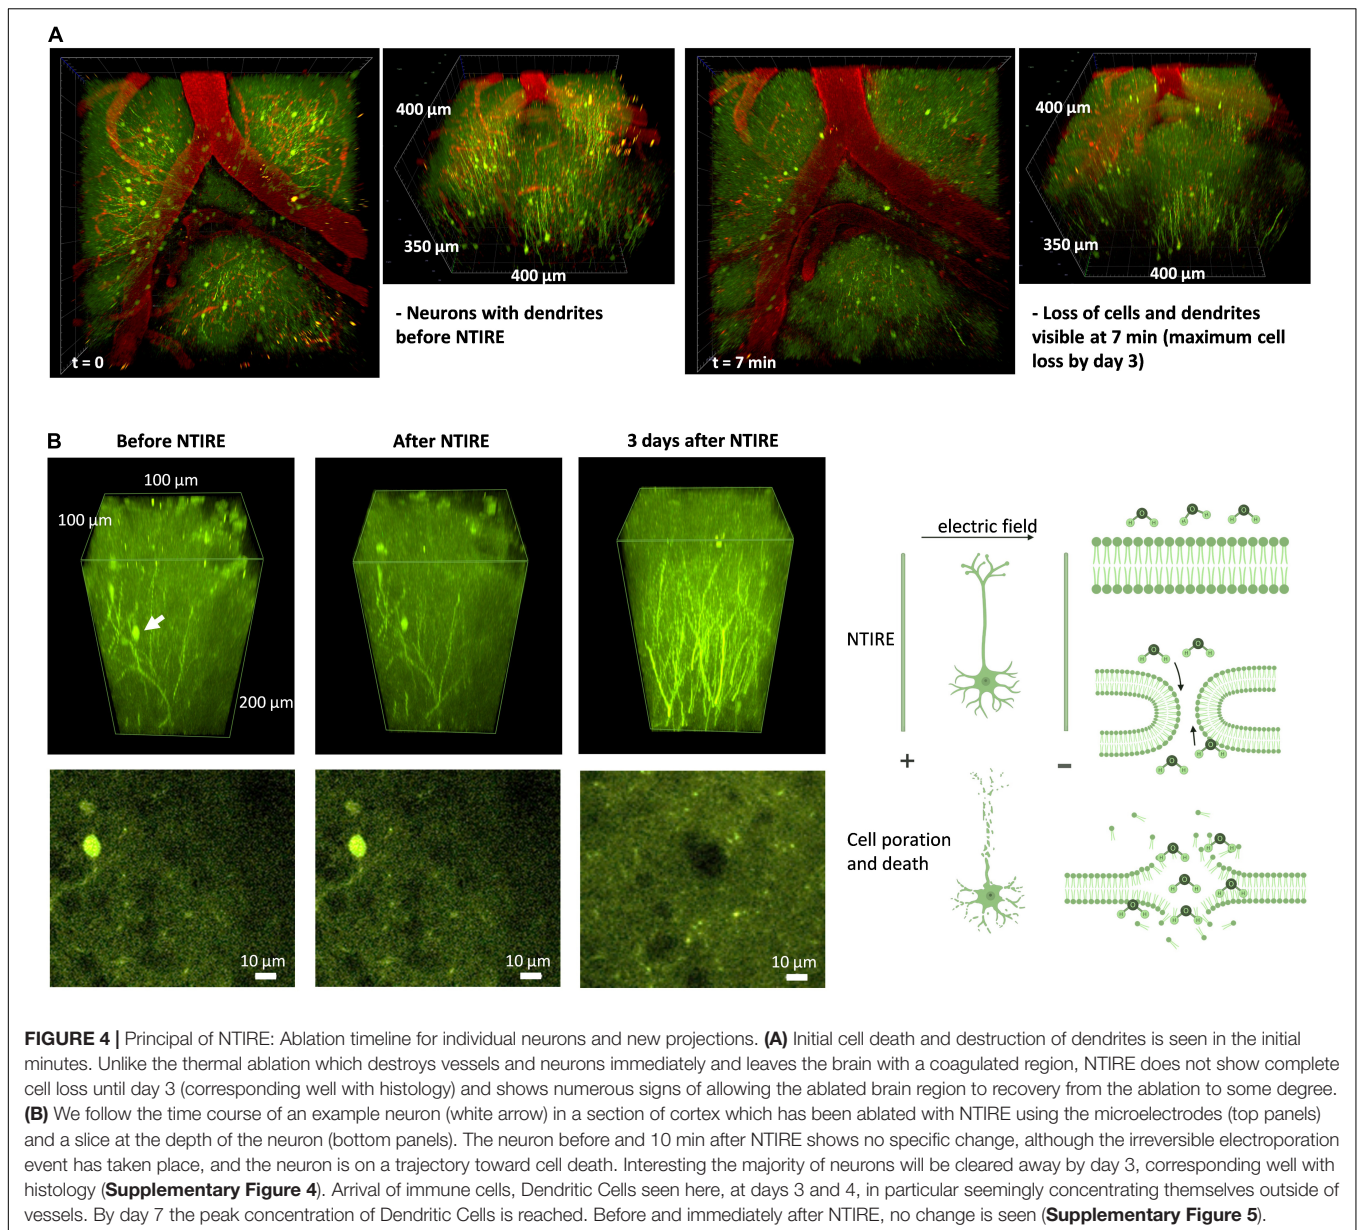 A
400 µm
350 µm
400 µm
t = 0
- Neurons with dendrites
before NTIRE
400 µm
350 µm
400 µm
t = 7 min
- Loss of cells and dendrites
visible at 7 min (maximum cell
loss by day 3)
B
Before NTIRE
After NTIRE
3 days after NTIRE
100 µm
100 µm
200 µm
10 µm
10 µm
10 µm
electric field
NTIRE
+
−
Cell poration
and death
O H H
O H H
O H H
O H H
O H H
O H H
O H H
O H H
O H H
O H H
O H H
O H H
O H H
FIGURE 4 | Principal of NTIRE: Ablation timeline for individual neurons and new projections. (A) Initial cell death and destruction of dendrites is seen in the initial
minutes. Unlike the thermal ablation which destroys vessels and neurons immediately and leaves the brain with a coagulated region, NTIRE does not show complete
cell loss until day 3 (corresponding well with histology) and shows numerous signs of allowing the ablated brain region to recovery from the ablation to some degree.
(B) We follow the time course of an example neuron (white arrow) in a section of cortex which has been ablated with NTIRE using the microelectrodes (top panels)
and a slice at the depth of the neuron (bottom panels). The neuron before and 10 min after NTIRE shows no specific change, although the irreversible electroporation
event has taken place, and the neuron is on a trajectory toward cell death. Interesting the majority of neurons will be cleared away by day 3, corresponding well with
histology (Supplementary Figure 4). Arrival of immune cells, Dendritic Cells seen here, at days 3 and 4, in particular seemingly concentrating themselves outside of
vessels. By day 7 the peak concentration of Dendritic Cells is reached. Before and immediately after NTIRE, no change is seen (Supplementary Figure 5).